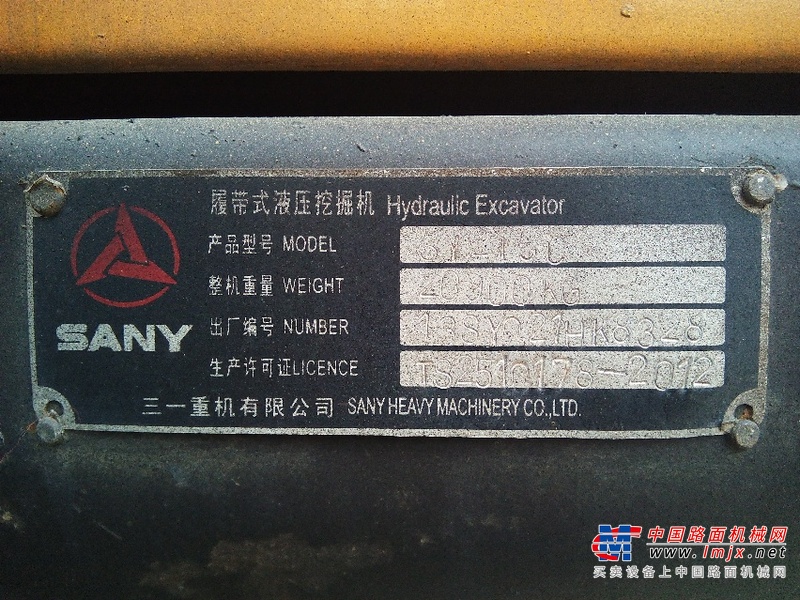 履带式液压挖掘机 Hydraulic Excavator
产品型号 MODEL
整机重量 WEIGHT
出厂编号 NUMBER
生产许可证LICENCE
SANY
三一重机有限公司 SANY HEAVY MACHINERY CO.,LTD.
中国路面机械网
www.lmjx.net
买卖设备上中国路面机械网